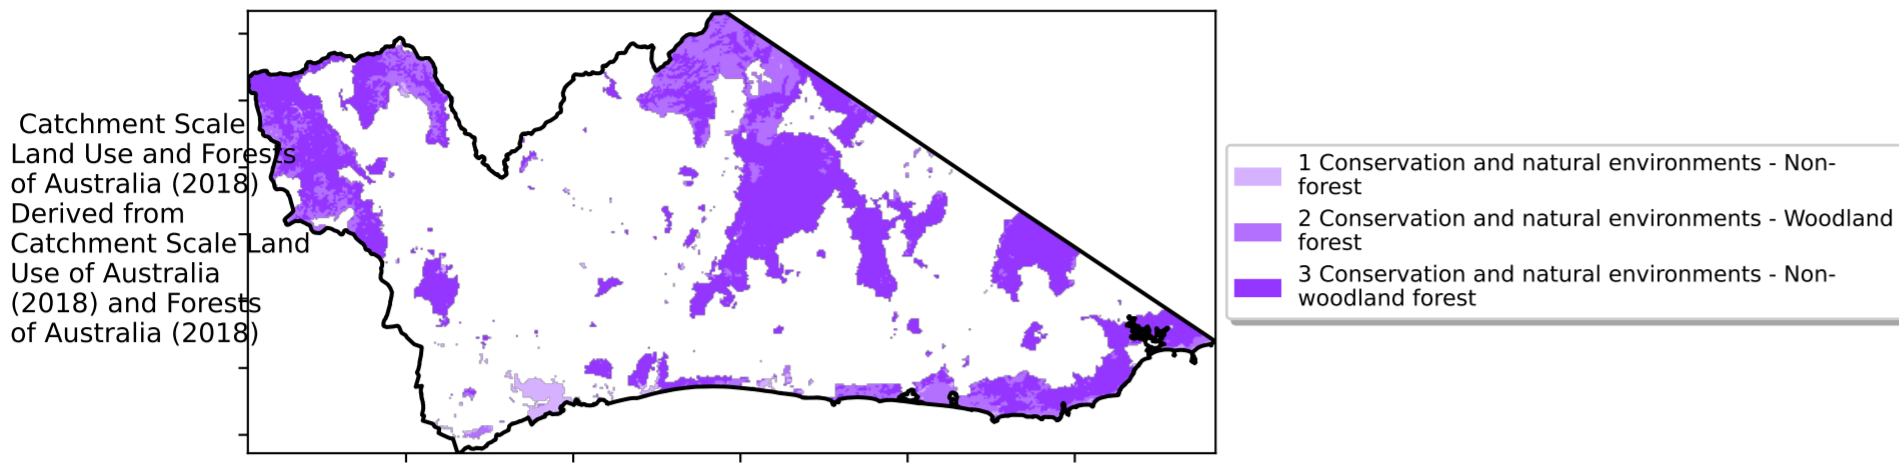 Catchment Scale
Land Use and Forests
of Australia (2018)
Derived from
Catchment Scale Land
Use of Australia
(2018) and Forests
of Australia (2018)
1 Conservation and natural environments - Non-
forest
2 Conservation and natural environments - Woodland
forest
3 Conservation and natural environments - Non-
woodland forest